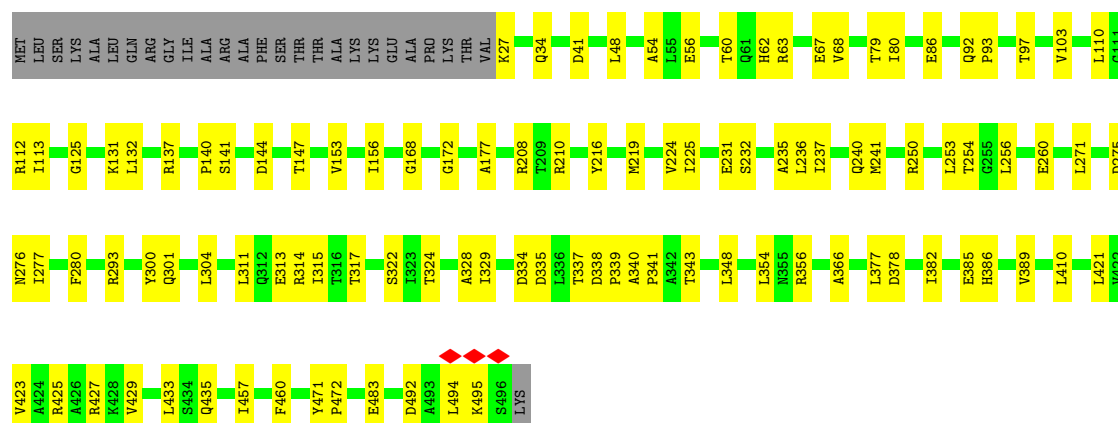 MET LEU SER LYS ALA ALA LEU GLN ARG GLY ILE ALA ARG ALA PHE SER THR THR ALA LYS LYS GLU ALA PRO LYS THR VAL K27 Q34 D41 L48 A54 L55 E56 T60 Q61 H62 R63 E67 V68 T79 I80 E86 Q92 P93 T97 V103 L110 G111
R112 I113 G125 K131 L132 R137 P140 S141 D144 T147 V153 I156 G168 G172 A177 R208 T209 R210 Y216 M219 V224 I225 E231 S232 A235 L236 I237 Q240 M241 R250 L253 T254 G255 L256 E260 L271 D275
N276 I277 F280 R293 Y300 Q301 L304 L311 Q312 E313 R314 I315 T316 T317 S322 I323 T324 A328 I329 D334 D335 L336 T337 D338 P339 A340 P341 A342 T343 L348 L354 N355 R356 A366 L377 D378 I382 E385 H386 V389 L410 L421 V422
V423 A424 R425 A426 R427 K428 V429 L433 S434 Q435 I457 F460 Y471 P472 E483 D492 A493 L494 K495 S496 LYS